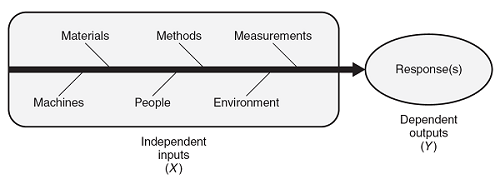 Materials
Methods
Measurements
Response(s)
Machines
People
Environment
Independent
inputs
(X)
Dependent
outputs
(Y)